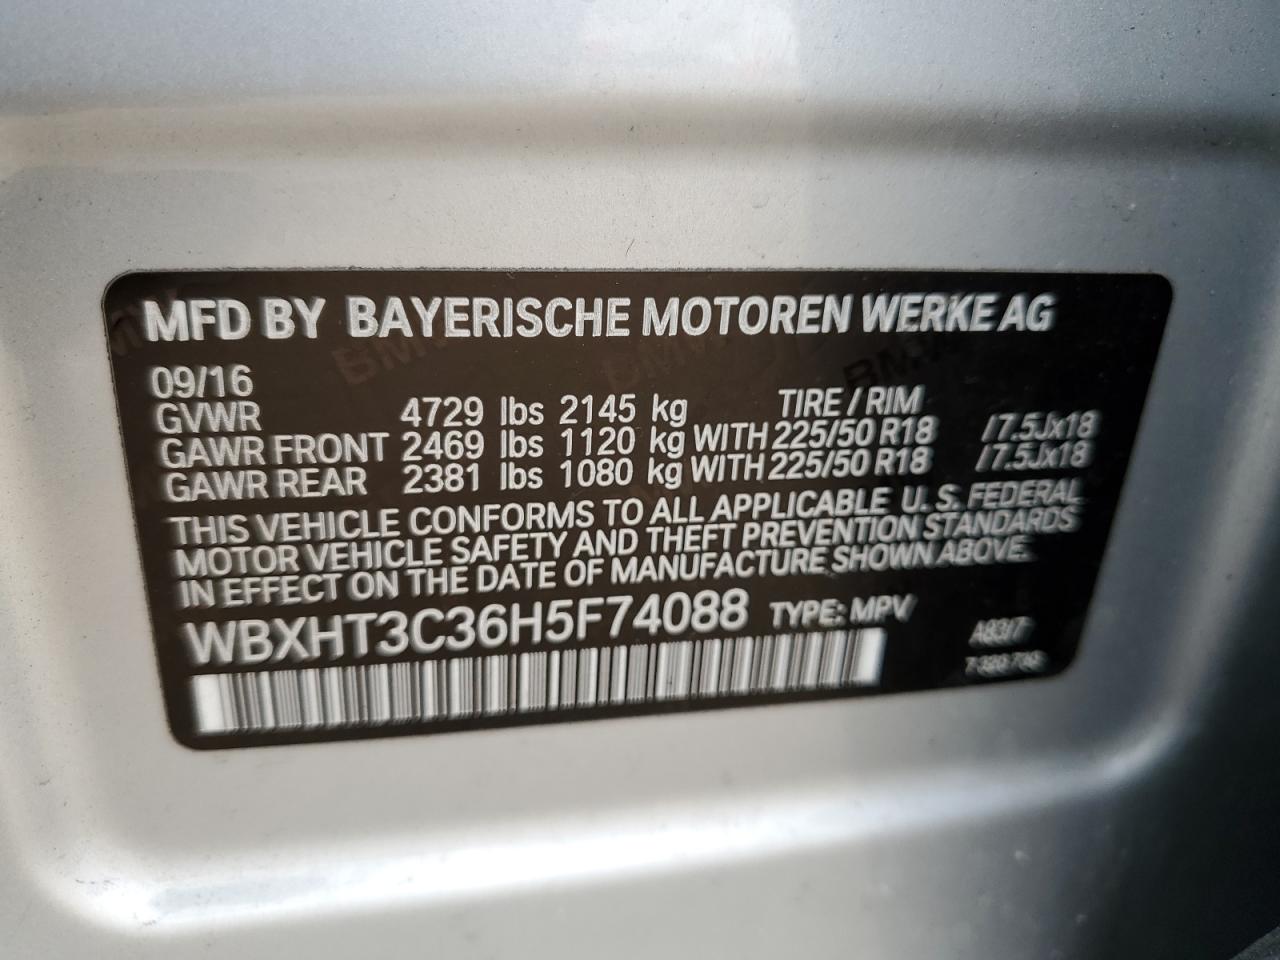 MFD BY BAYERISCHE MOTOREN WERKE AG
09/16
GVWR 4729 lbs 2145 kg TIRE / RIM
GAWR FRONT 2469 lbs 1120 kg WITH 225/50 R18 /7.5Jx18
GAWR REAR 2381 lbs 1080 kg WITH 225/50 R18 /7.5Jx18
THIS VEHICLE CONFORMS TO ALL APPLICABLE U.S. FEDERAL
MOTOR VEHICLE SAFETY AND THEFT PREVENTION STANDARDS
IN EFFECT ON THE DATE OF MANUFACTURE SHOWN ABOVE.
WBXHT3C36H5F74088 TYPE: MPV
A83/7